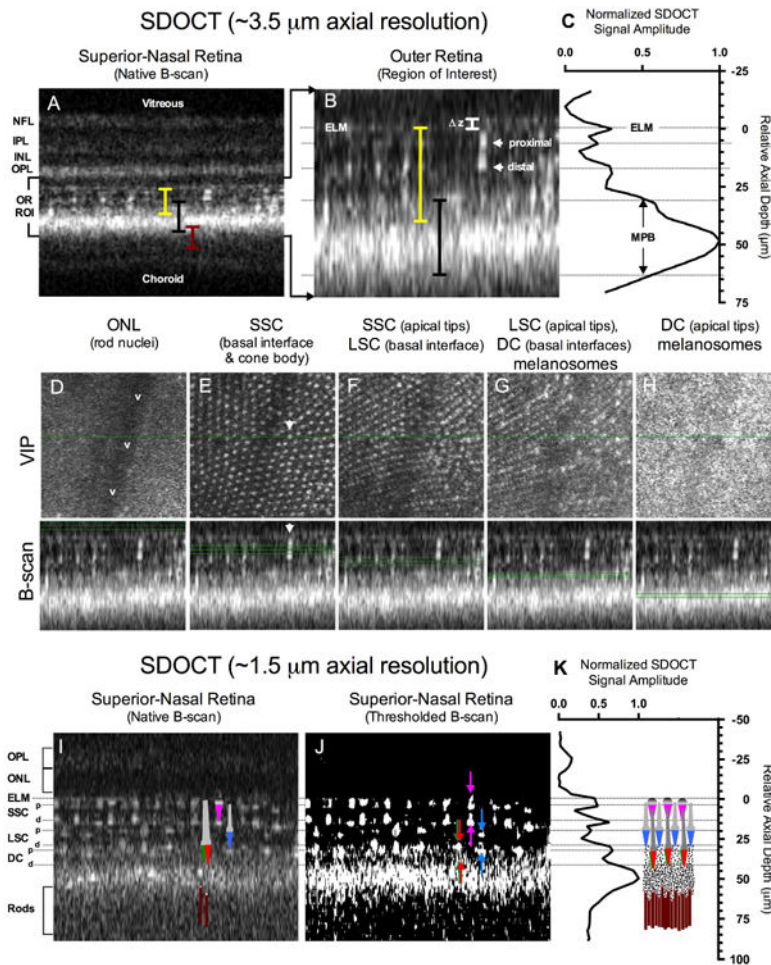 SDOCT (~3.5 μm axial resolution)
Superior-Nasal Retina
(Native B-scan)
Outer Retina
(Region of Interest)
C
Normalized SDOCT
Signal Amplitude
0.0 0.5 1.0
A
Vitreous
NFL
IPL
INL
OPL
OR
ROI
Choroid
B
ELM
Δ z
proximal
distal
ELM
MPB
-25
0
25
50
75
Relative Axial Depth (μm)
ONL
(rod nuclei)
SSC
(basal interface
& cone body)
SSC (apical tips)
LSC (basal interface)
LSC (apical tips),
DC (basal interfaces)
melanosomes
DC (apical tips)
melanosomes
VIP
D
v
v
v
E
F
G
H
B-scan
SDOCT (~1.5 μm axial resolution)
Superior-Nasal Retina
(Native B-scan)
Superior-Nasal Retina
(Thresholded B-scan)
K
Normalized SDOCT
Signal Amplitude
0.0 0.5 1.0
I
OPL
ONL
ELM
p
SSC
d
p
LSC
d
p
DC
d
Rods
J
-50
-25
0
25
50
75
100
Relative Axial Depth (μm)